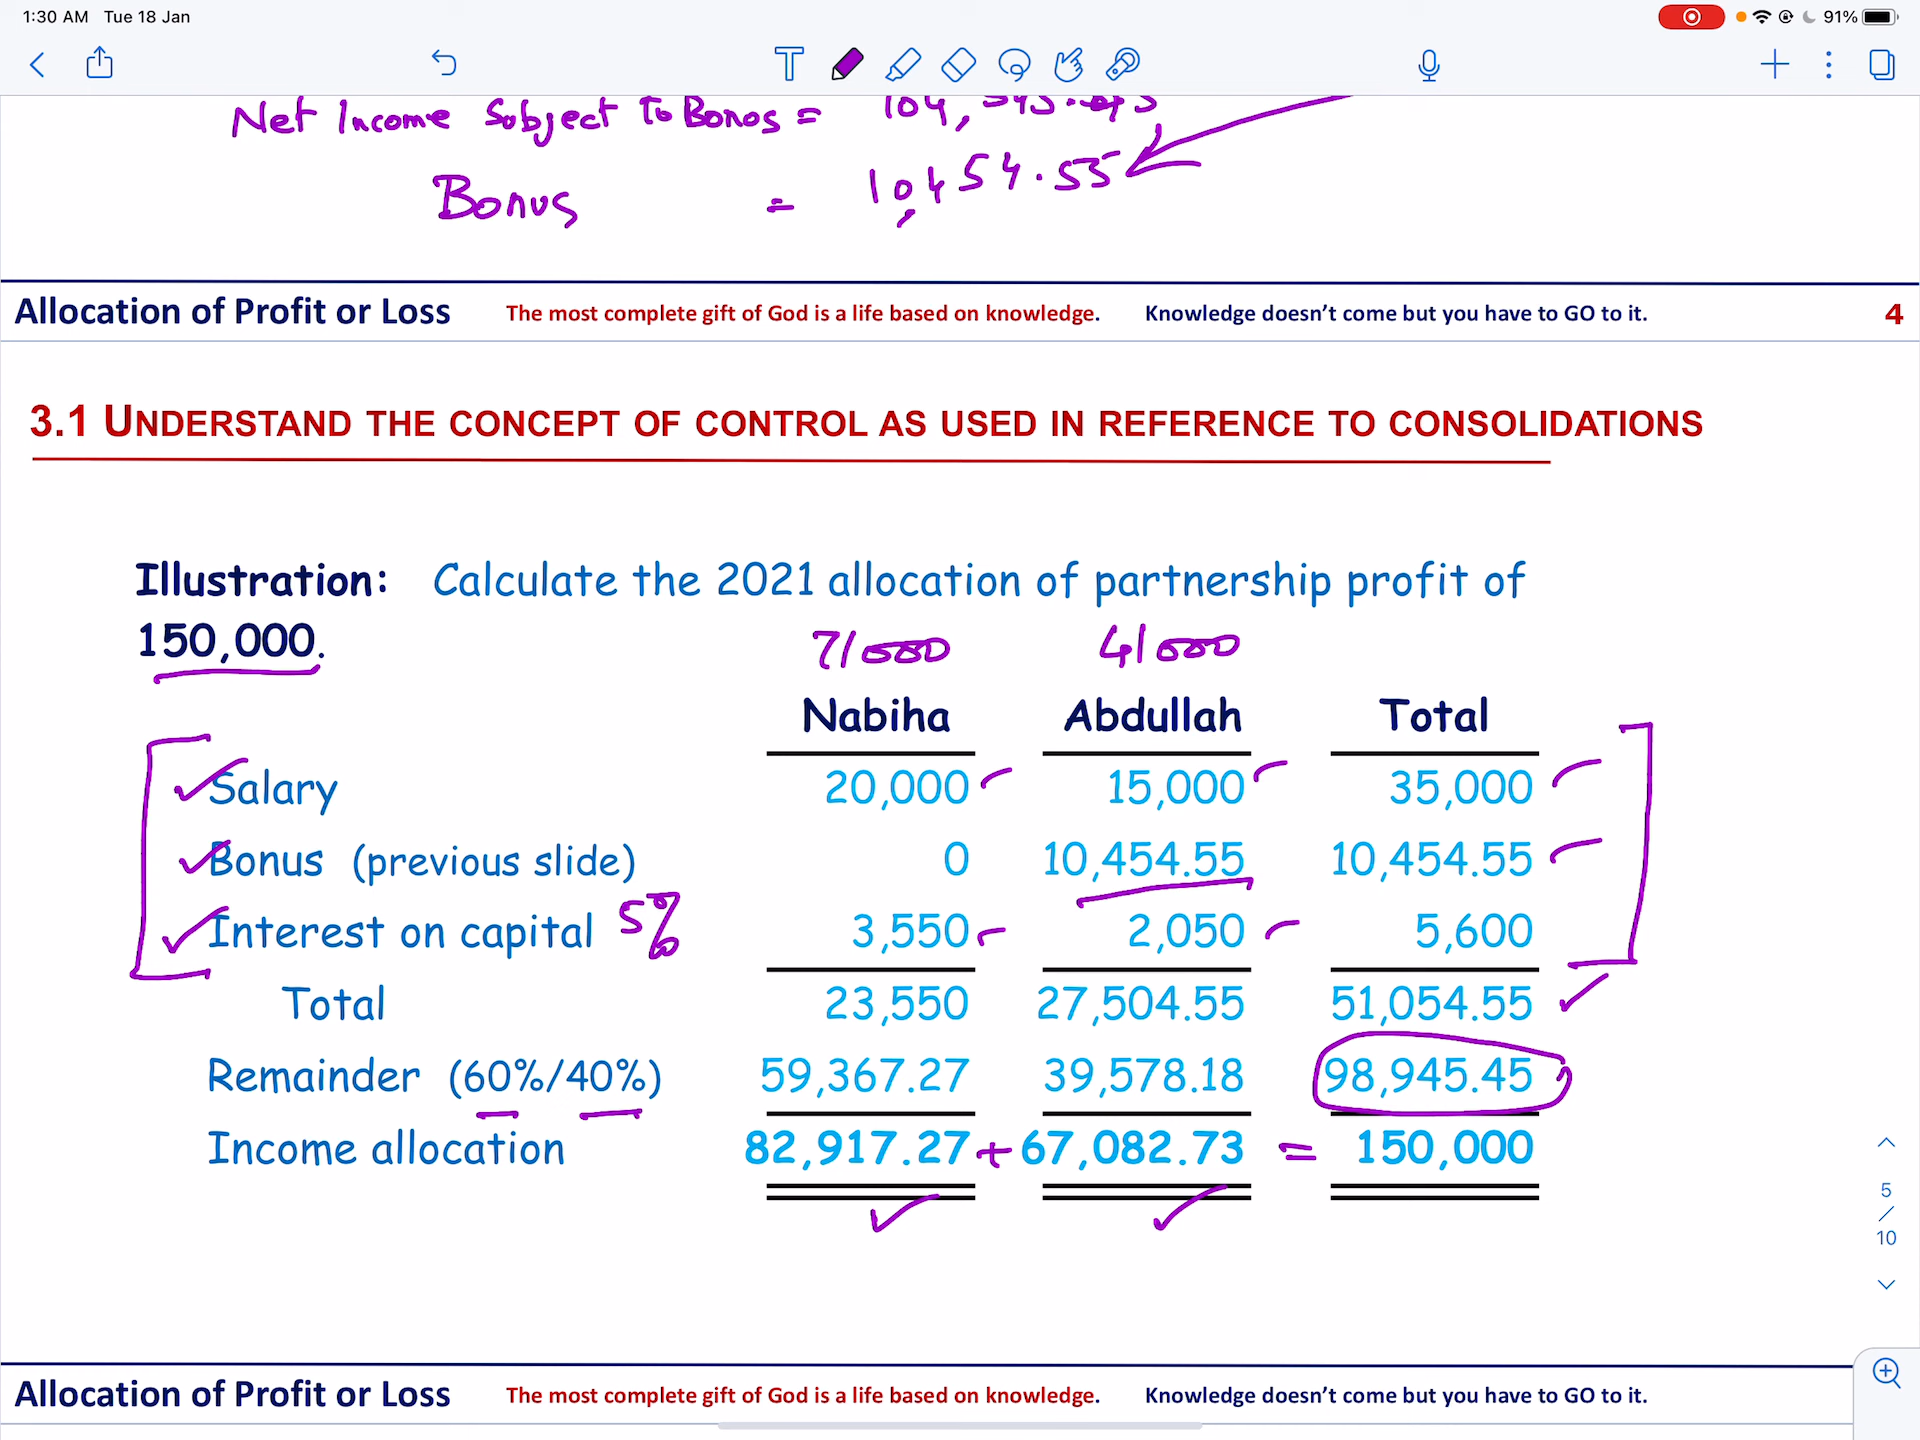 1:30 AM Tue 18 Jan 91%
Net Income Subject to Bonus =
Bonus = 10,454.55
Allocation of Profit or Loss The most complete gift of God is a life based on knowledge. Knowledge doesn't come but you have to GO to it. 4
3.1 UNDERSTAND THE CONCEPT OF CONTROL AS USED IN REFERENCE TO CONSOLIDATIONS
Illustration: Calculate the 2021 allocation of partnership profit of
150,000.
71000 41000
Nabiha Abdullah Total
Salary 20,000 15,000 35,000
Bonus (previous slide) 0 10,454.55 10,454.55
Interest on capital 5% 3,550 2,050 5,600
Total 23,550 27,504.55 51,054.55
Remainder (60%/40%) 59,367.27 39,578.18 98,945.45
Income allocation 82,917.27 + 67,082.73 = 150,000
5
/
10
Allocation of Profit or Loss The most complete gift of God is a life based on knowledge. Knowledge doesn't come but you have to GO to it.